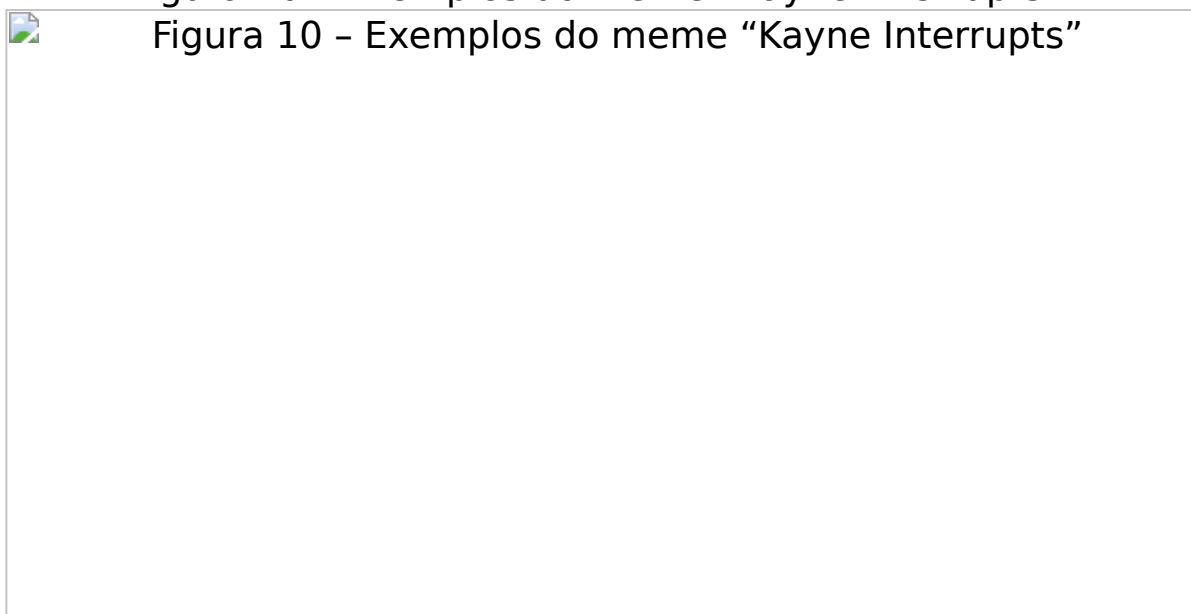 Figura 10 – Exemplos do meme “Kayne Interrupts”